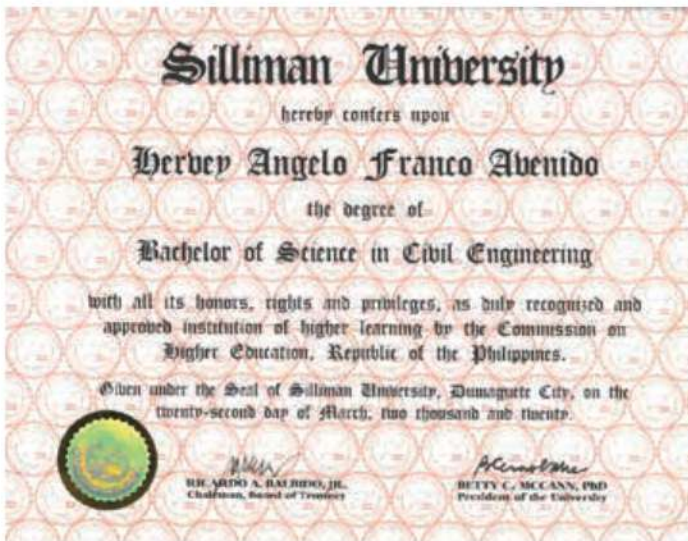 Silliman University
hereby confers upon
Hervey Angelo Franco Avenido
the degree of
Bachelor of Science in Civil Engineering
with all its honors, rights and privileges, as duly recognized and
approved institution of higher learning by the Commission on
Higher Education, Republic of the Philippines.
Given under the Seal of Silliman University, Dumaguete City, on the
twenty-second day of March, two thousand and twenty.
RICARDO A. BALBIDO, JR.
Chairman, Board of Trustees
BETTY C. MCCANN, PhD
President of the University